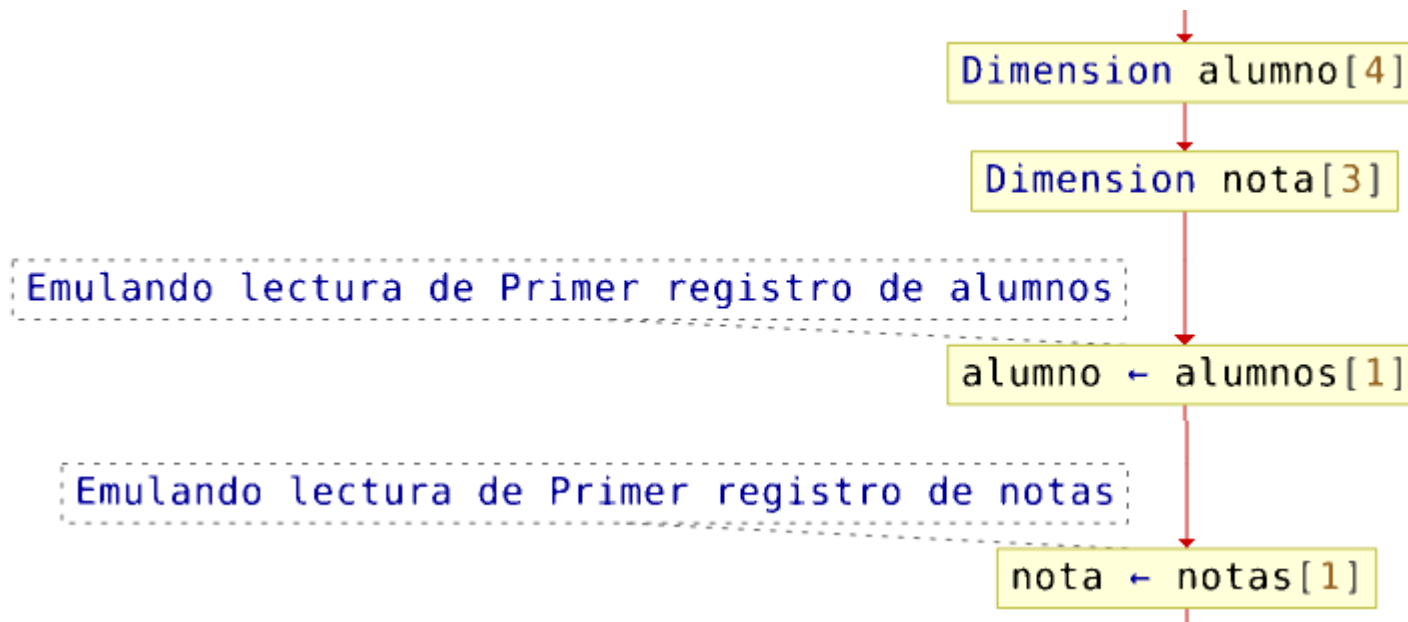 Dimension alumno[4]
Dimension nota[3]
Emulando lectura de Primer registro de alumnos
alumno ← alumnos[1]
Emulando lectura de Primer registro de notas
nota ← notas[1]